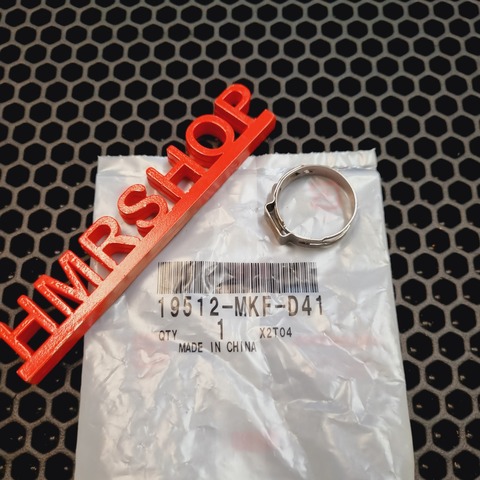 HMRSHOP
19512-MKF-D41
QTY 1 X2T04
MADE IN CHINA